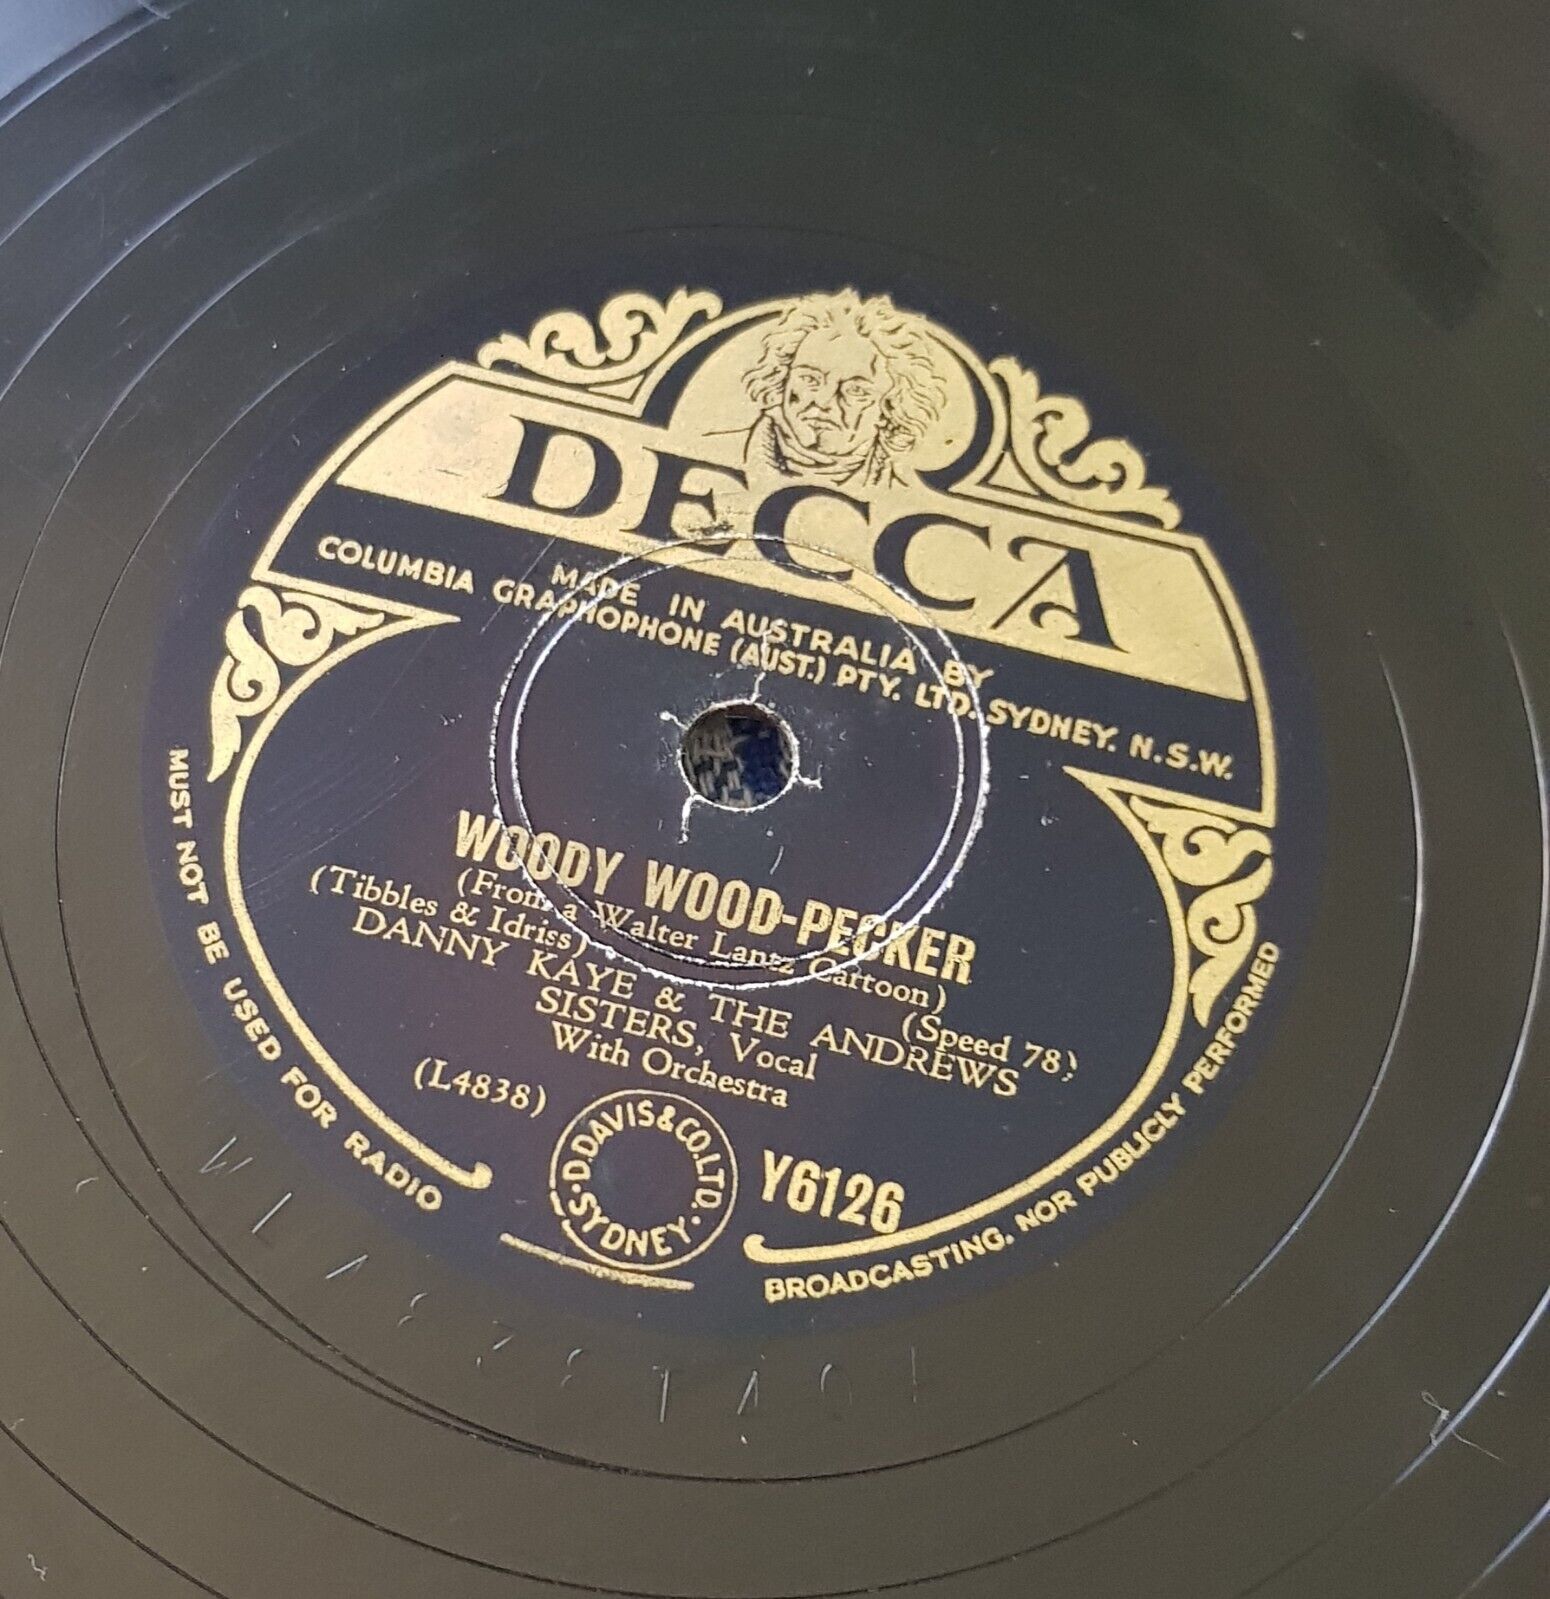 DECCA
MADE IN AUSTRALIA BY
COLUMBIA GRAPHOPHONE (AUST.) PTY. LTD. SYDNEY. N.S.W.
WOODY WOOD-PECKER
(From a Walter Lantz Cartoon)
(Tibbles & Idriss)
(Speed 78)
DANNY KAYE & THE ANDREWS
SISTERS, Vocal
With Orchestra
(L4838)
D.DAVIS&CO.LTD.
SYDNEY
Y6126
MUST NOT BE USED FOR RADIO
BROADCASTING, NOR PUBLICLY PERFORMED